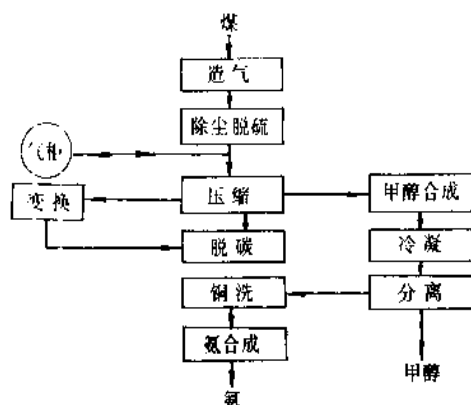 煤
造气
除尘脱硫
气柜
压缩
甲醇合成
变换
脱碳
冷凝
铜洗
分离
氨合成
甲醇
氨